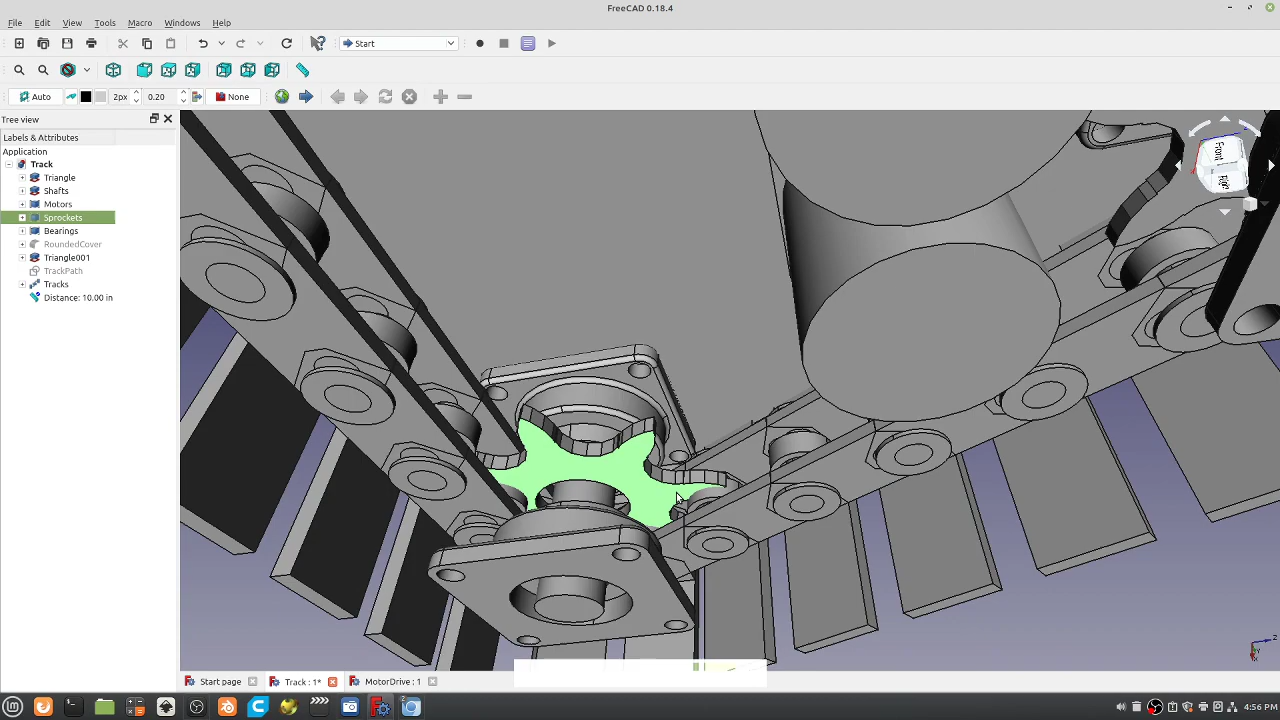 FreeCAD 0.18.4
File Edit View Tools Macro Windows Help
Start
Auto 2px 0.20 None
Tree view
Labels & Attributes
Application
Track
Triangle
Shafts
Motors
Sprockets
Bearings
RoundedCover
Triangle001
TrackPath
Tracks
Distance: 10.00 in
Front
Top
Z
Start page Track : 1* MotorDrive : 1
4:56 PM